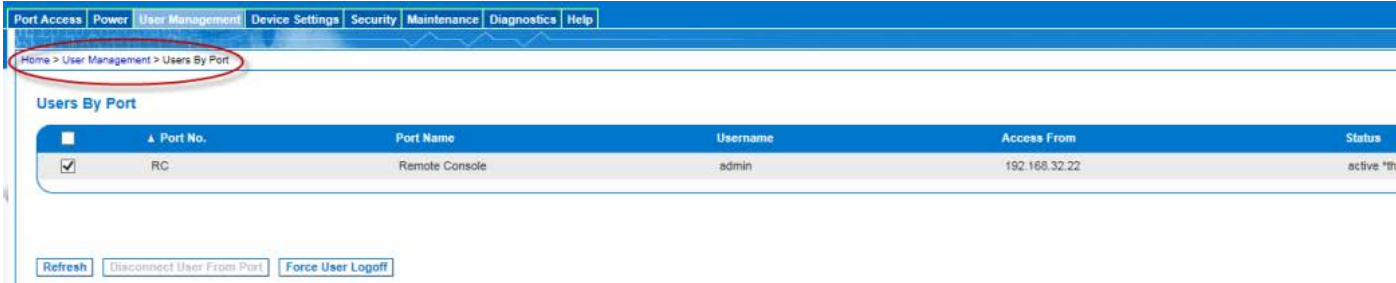 Port Access Power User Management Device Settings Security Maintenance Diagnostics Help
Home > User Management > Users By Port
Users By Port
▲ Port No. Port Name Username Access From Status
RC Remote Console admin 192.168.32.22 active *th
Refresh Disconnect User From Port Force User Logoff